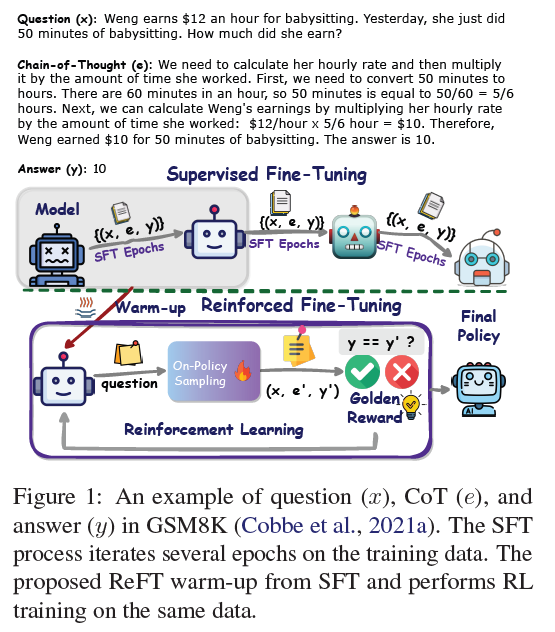 Question (x): Weng earns $12 an hour for babysitting. Yesterday, she just did
50 minutes of babysitting. How much did she earn?
Chain-of-Thought (e): We need to calculate her hourly rate and then multiply
it by the amount of time she worked. First, we need to convert 50 minutes to
hours. There are 60 minutes in an hour, so 50 minutes is equal to 50/60 = 5/6
hours. Next, we can calculate Weng's earnings by multiplying her hourly rate
by the amount of time she worked: $12/hour x 5/6 hour = $10. Therefore,
Weng earned $10 for 50 minutes of babysitting. The answer is 10.
Answer (y): 10
Supervised Fine-Tuning
Model
{(x, e, y)}
SFT Epochs
{(x, e, y)}
SFT Epochs
{(x, e, y)}
SFT Epochs
Warm-up
Reinforced Fine-Tuning
Final
Policy
question
On-Policy
Sampling
(x, e', y')
y == y' ?
Golden
Reward
AI
Reinforcement Learning
Figure 1: An example of question (x), CoT (e), and
answer (y) in GSM8K (Cobbe et al., 2021a). The SFT
process iterates several epochs on the training data. The
proposed ReFT warm-up from SFT and performs RL
training on the same data.